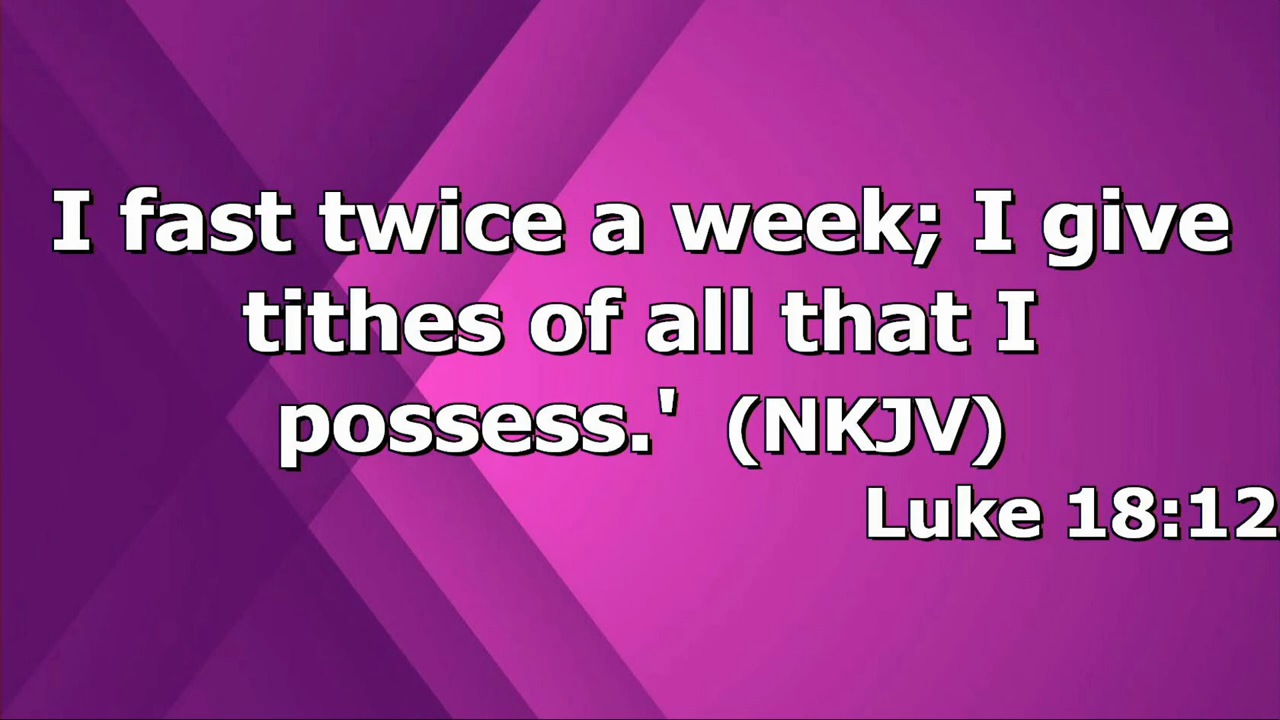 I fast twice a week; I give
tithes of all that I
possess.' (NKJV)
Luke 18:12